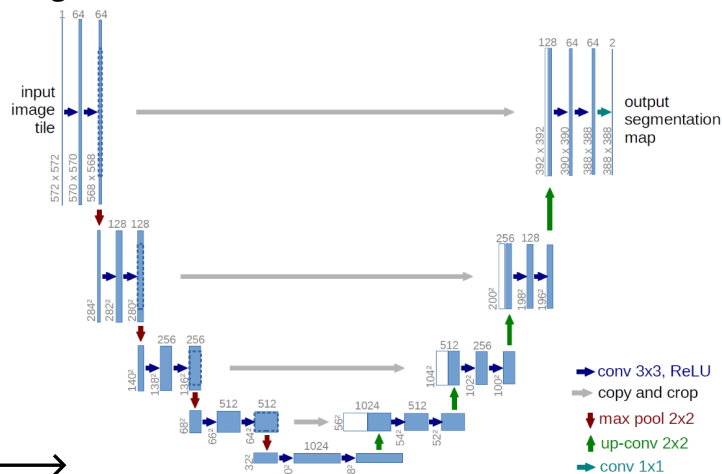 1 64 64
128 64 64 2
input
image
tile
output
segmentation
map
572 x 572
570 x 570
568 x 568
392 x 392
390 x 390
388 x 388
388 x 388
128 128
256 128
284²
282²
280²
200²
198²
196²
256 256
512 256
140²
138²
136²
104²
102²
100²
512 512
1024 512
68²
66²
64²
56²
54²
52²
1024
32²
conv 3x3, ReLU
copy and crop
max pool 2x2
up-conv 2x2
conv 1x1